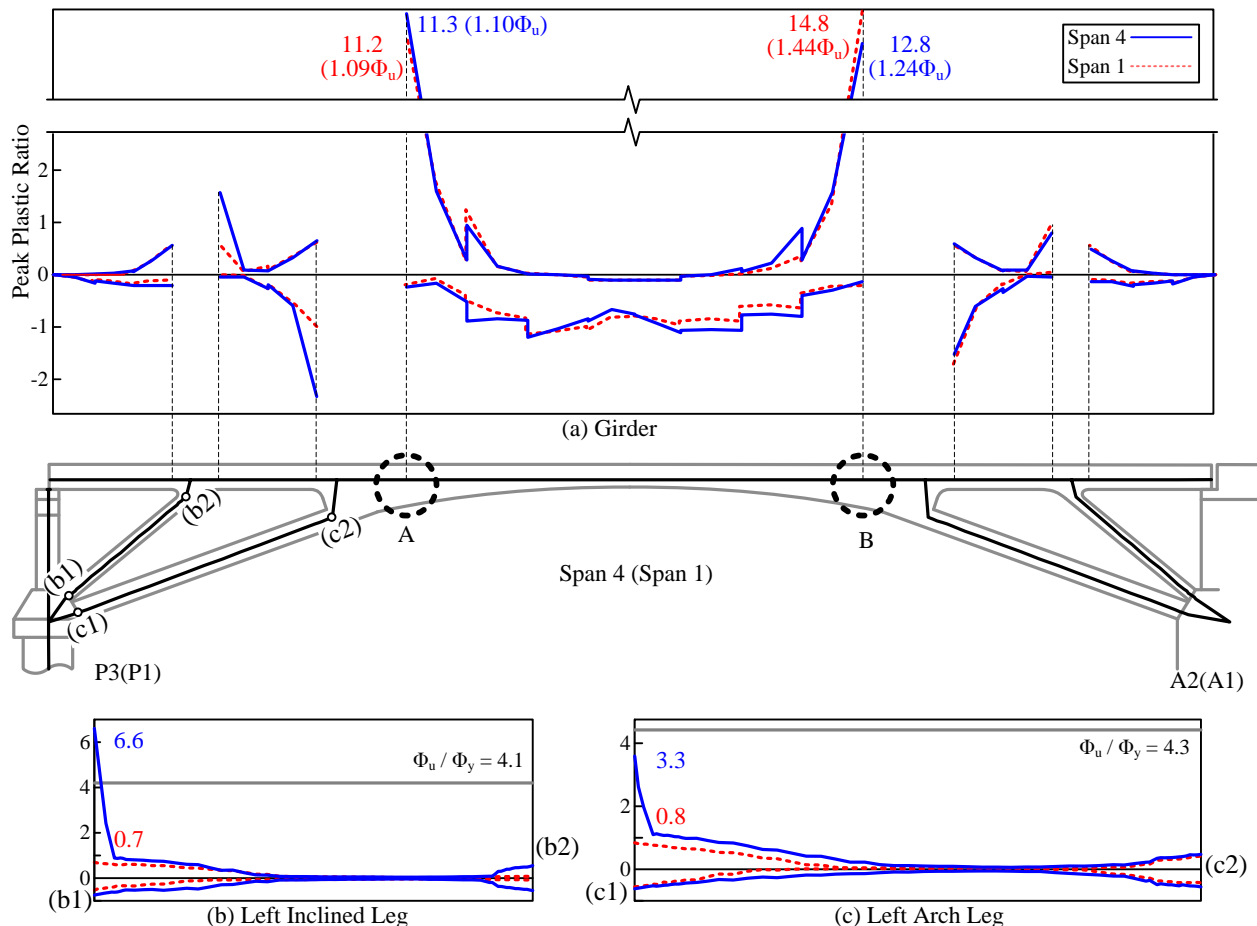 11.3 (1.10Φu)
11.2
(1.09Φu)
14.8
(1.44Φu)
12.8
(1.24Φu)
Span 4
Span 1
Peak Plastic Ratio
2
1
0
-1
-2
(a) Girder
(b2)
(c2)
A
B
(b1)
(c1)
Span 4 (Span 1)
P3(P1)
A2(A1)
6
4
2
0
6.6
0.7
Φu / Φy = 4.1
(b1)
(b2)
(b) Left Inclined Leg
4
2
0
3.3
0.8
Φu / Φy = 4.3
(c1)
(c2)
(c) Left Arch Leg